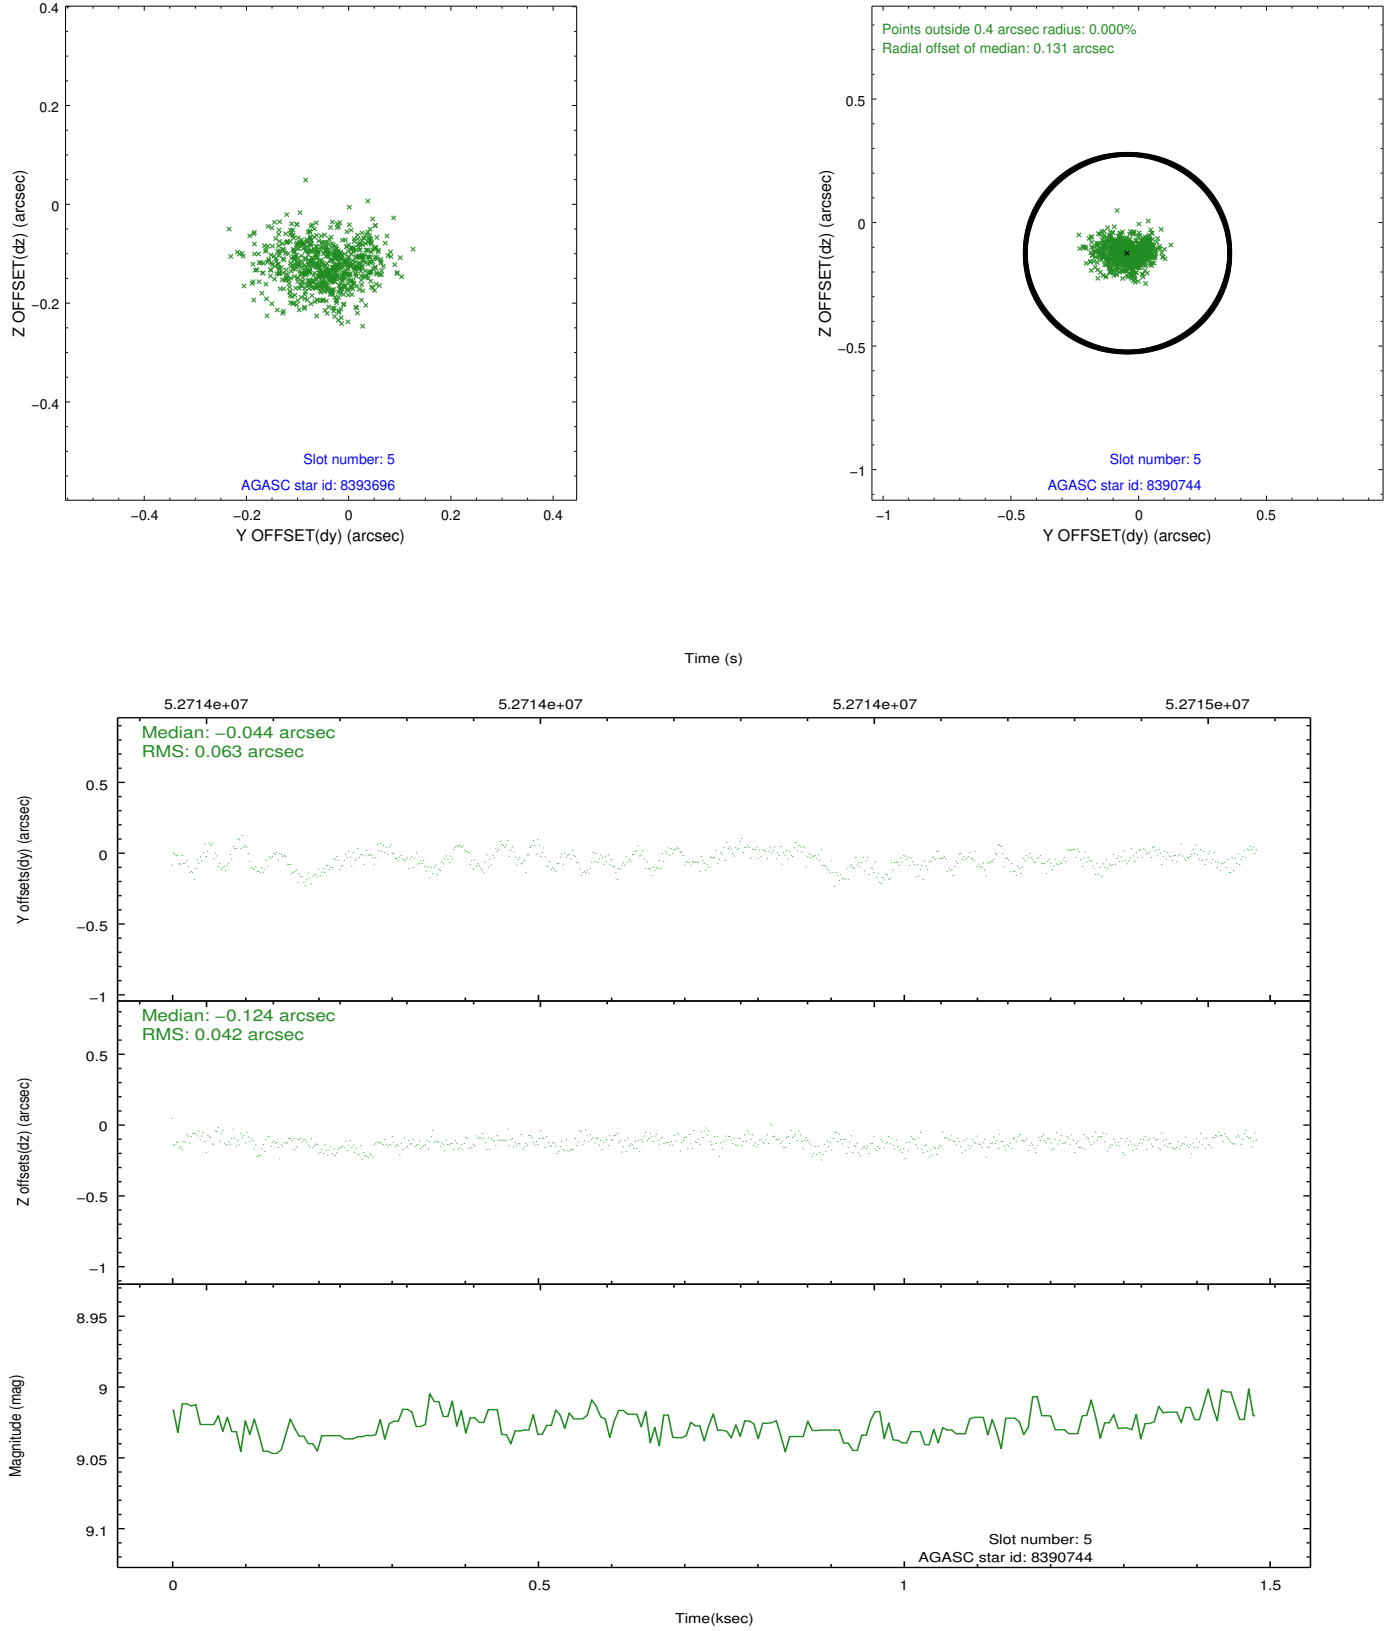 0.4
0.2
0
−0.2
−0.4
Z OFFSET(dz) (arcsec)
Slot number: 5
AGASC star id: 8393696
−0.4
−0.2
0
0.2
0.4
Y OFFSET(dy) (arcsec)
Points outside 0.4 arcsec radius: 0.000%
Radial offset of median: 0.131 arcsec
0.5
0
−0.5
−1
Z OFFSET(dz) (arcsec)
Slot number: 5
AGASC star id: 8390744
−1
−0.5
0
0.5
Y OFFSET(dy) (arcsec)
Time (s)
5.2714e+07
5.2714e+07
5.2714e+07
5.2715e+07
Median: −0.044 arcsec
RMS: 0.063 arcsec
0.5
0
−0.5
−1
Y offsets(dy) (arcsec)
Median: −0.124 arcsec
RMS: 0.042 arcsec
0.5
0
−0.5
−1
Z offsets(dz) (arcsec)
8.95
9
9.05
9.1
Magnitude (mag)
Slot number: 5
AGASC star id: 8390744
0
0.5
1
1.5
Time(ksec)